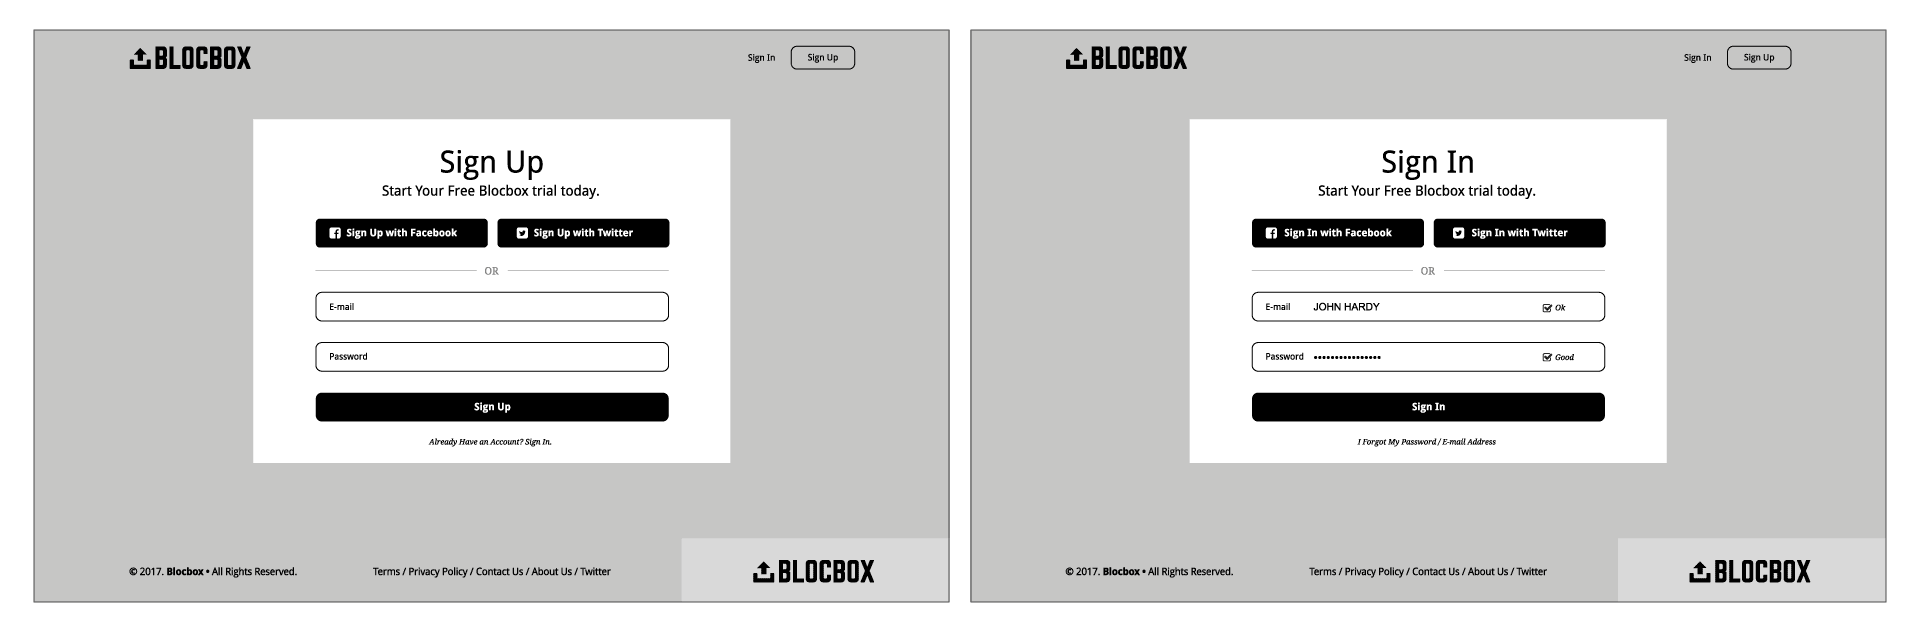 BLOCBOX
Sign In
Sign Up
Sign Up
Start Your Free Blocbox trial today.
Sign Up with Facebook
Sign Up with Twitter
OR
E-mail
Password
Sign Up
Already Have an Account? Sign In.
© 2017. Blocbox • All Rights Reserved.
Terms / Privacy Policy / Contact Us / About Us / Twitter
BLOCBOX
BLOCBOX
Sign In
Sign Up
Sign In
Start Your Free Blocbox trial today.
Sign In with Facebook
Sign In with Twitter
OR
E-mail JOHN HARDY Ok
Password •••••••••••••••• Good
Sign In
I Forgot My Password / E-mail Address
© 2017. Blocbox • All Rights Reserved.
Terms / Privacy Policy / Contact Us / About Us / Twitter
BLOCBOX